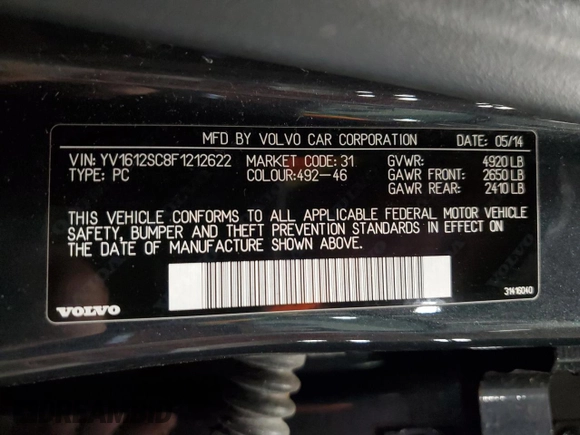 MFD BY VOLVO CAR CORPORATION DATE: 05/14
VIN: YV1612SC8F1212622 MARKET CODE: 31 GVWR: 4920 LB
TYPE: PC COLOUR:492-46 GAWR FRONT: 2650 LB
GAWR REAR: 2410 LB
THIS VEHICLE CONFORMS TO ALL APPLICABLE FEDERAL MOTOR VEHICLE
SAFETY, BUMPER AND THEFT PREVENTION STANDARDS IN EFFECT ON
THE DATE OF MANUFACTURE SHOWN ABOVE.
VOLVO 31416040